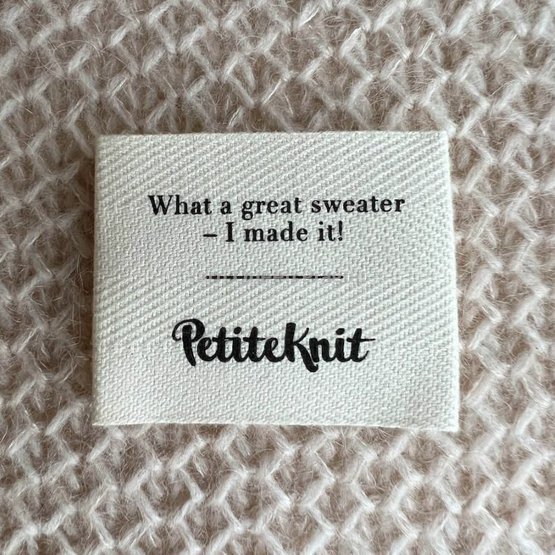 What a great sweater
– I made it!
PetiteKnit